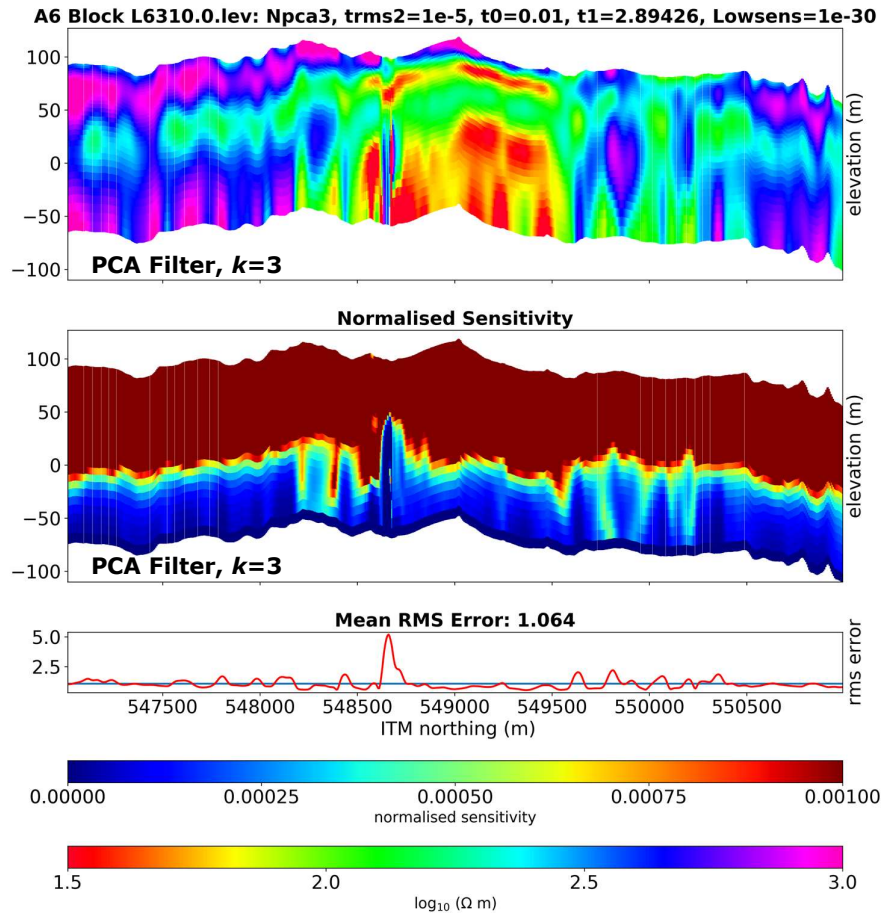 A6 Block L6310.0.lev: Npca3, trms2=1e-5, t0=0.01, t1=2.89426, Lowsens=1e-30
100
50
0
−50
−100
elevation (m)
PCA Filter, k=3
Normalised Sensitivity
100
50
0
−50
−100
elevation (m)
PCA Filter, k=3
Mean RMS Error: 1.064
5.0
2.5
rms error
547500 548000 548500 549000 549500 550000 550500
ITM northing (m)
0.00000 0.00025 0.00050 0.00075 0.00100
normalised sensitivity
1.5 2.0 2.5 3.0
log10 (Ω m)